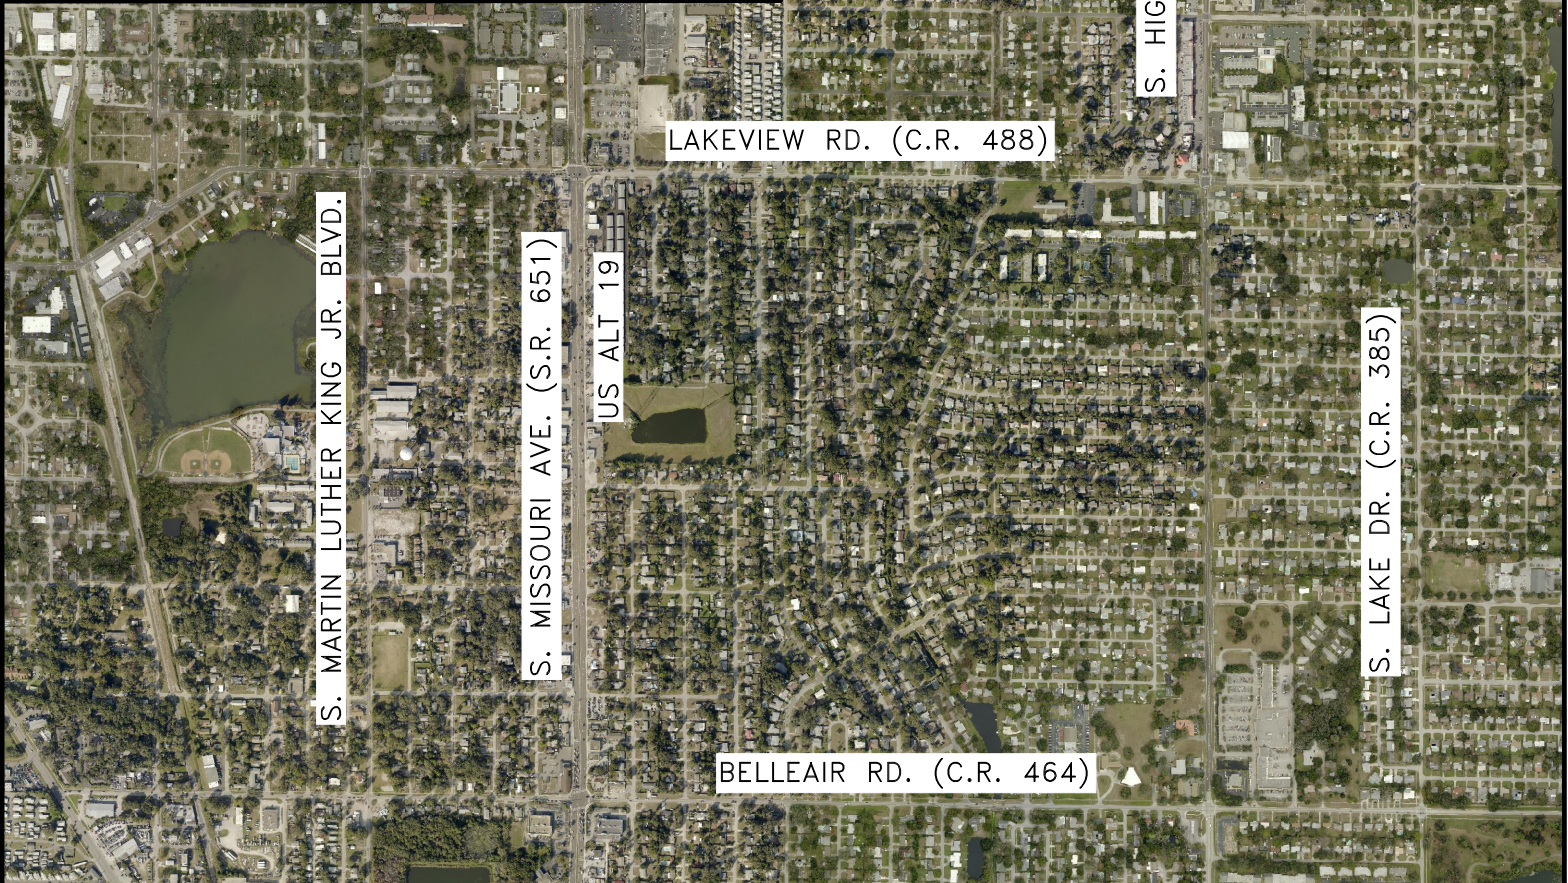 S. HIG
LAKEVIEW RD. (C.R. 488)
S. MARTIN LUTHER KING JR. BLVD.
S. MISSOURI AVE. (S.R. 651)
US ALT 19
S. LAKE DR. (C.R. 385)
BELLEAIR RD. (C.R. 464)